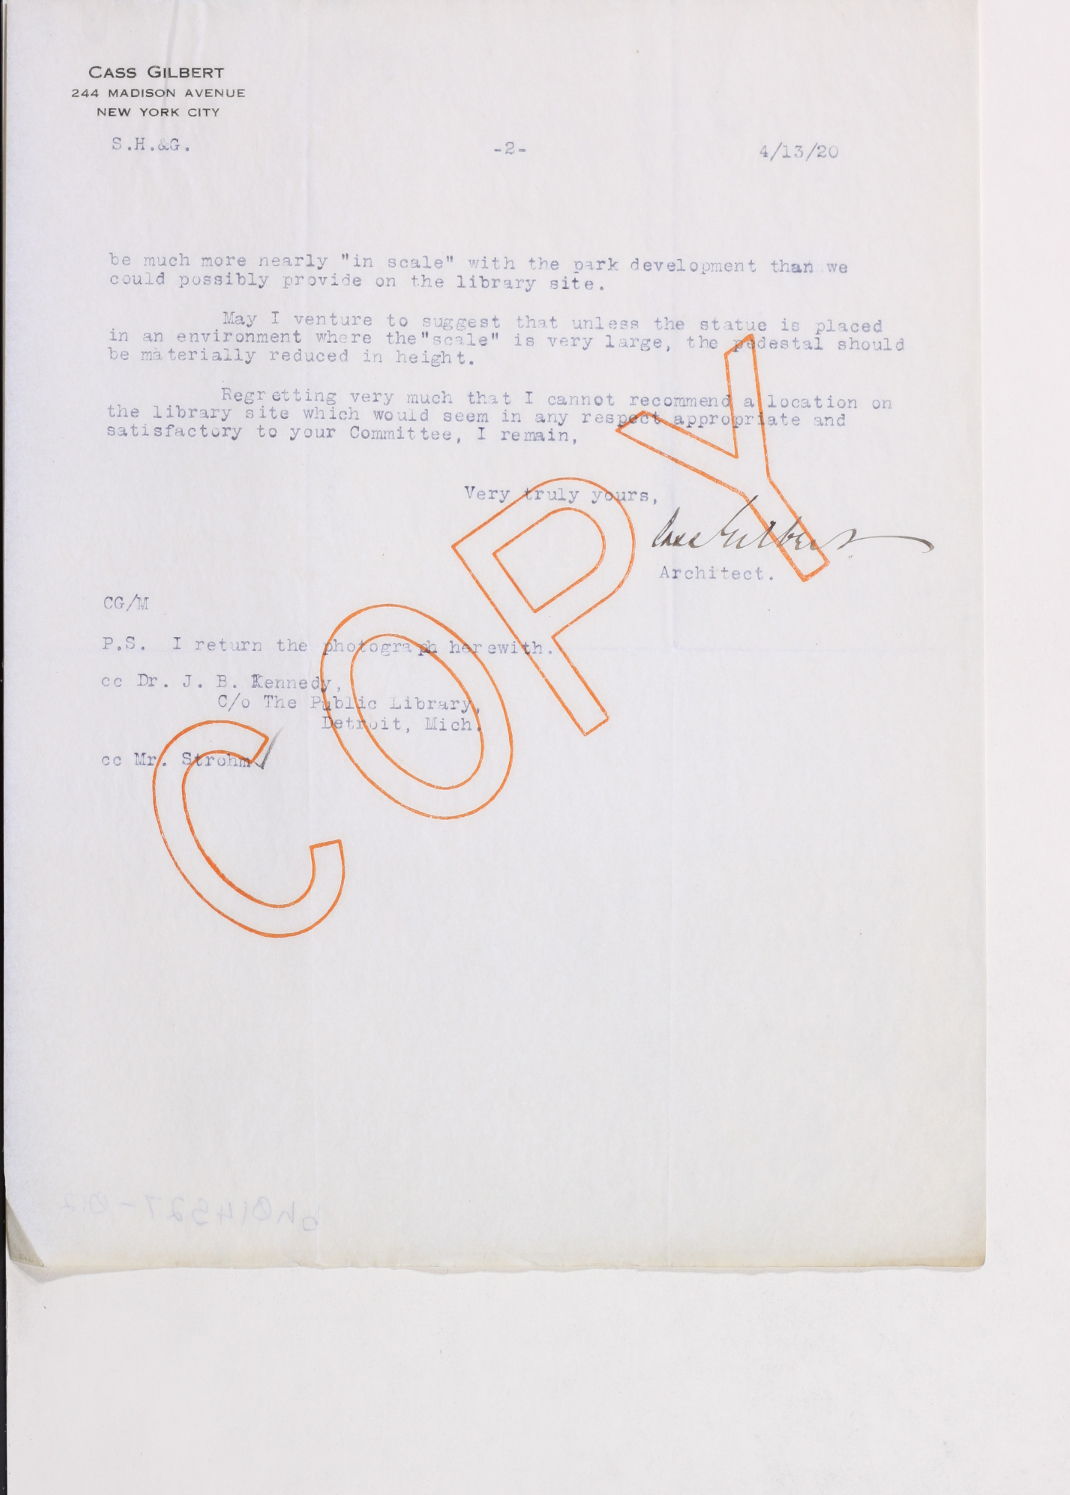 CASS GILBERT
244 MADISON AVENUE
NEW YORK CITY
S.H.&G. -2- 4/13/20
be much more nearly "in scale" with the park development than we
could possibly provide on the library site.
May I venture to suggest that unless the statue is placed
in an environment where the"scale" is very large, the pedestal should
be materially reduced in height.
Regretting very much that I cannot recommend a location on
the library site which would seem in any respect appropriate and
satisfactory to your Committee, I remain,
Very truly yours,
Cass Gilbert
Architect.
CG/M
P.S. I return the photograph herewith.
cc Dr. J. B. Kennedy,
C/o The Public Library,
Detroit, Mich.
cc Mr. Strohm
COPY